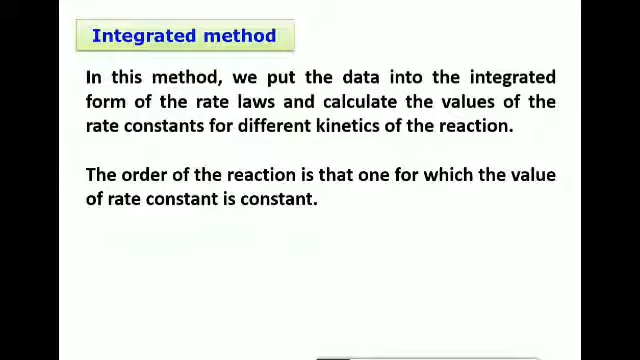 Integrated method
In this method, we put the data into the integrated
form of the rate laws and calculate the values of the
rate constants for different kinetics of the reaction.
The order of the reaction is that one for which the value
of rate constant is constant.